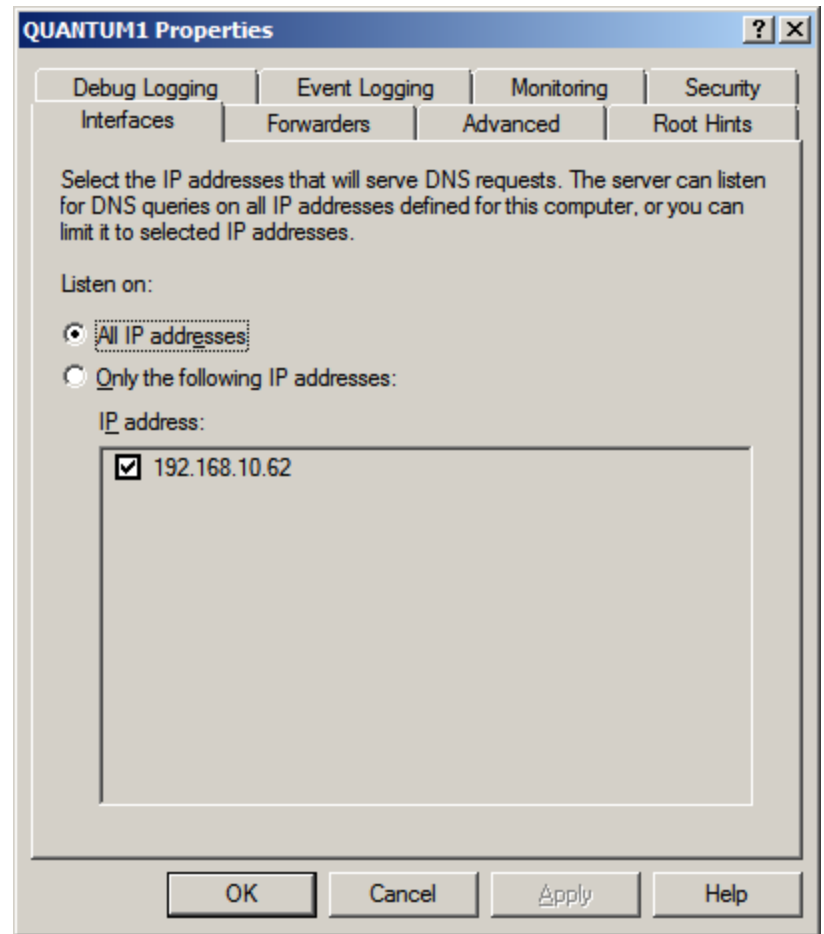 QUANTUM1 Properties
Debug Logging
Event Logging
Monitoring
Security
Interfaces
Forwarders
Advanced
Root Hints
Select the IP addresses that will serve DNS requests. The server can listen
for DNS queries on all IP addresses defined for this computer, or you can
limit it to selected IP addresses.
Listen on:
All IP addresses
Only the following IP addresses:
IP address:
192.168.10.62
OK
Cancel
Apply
Help